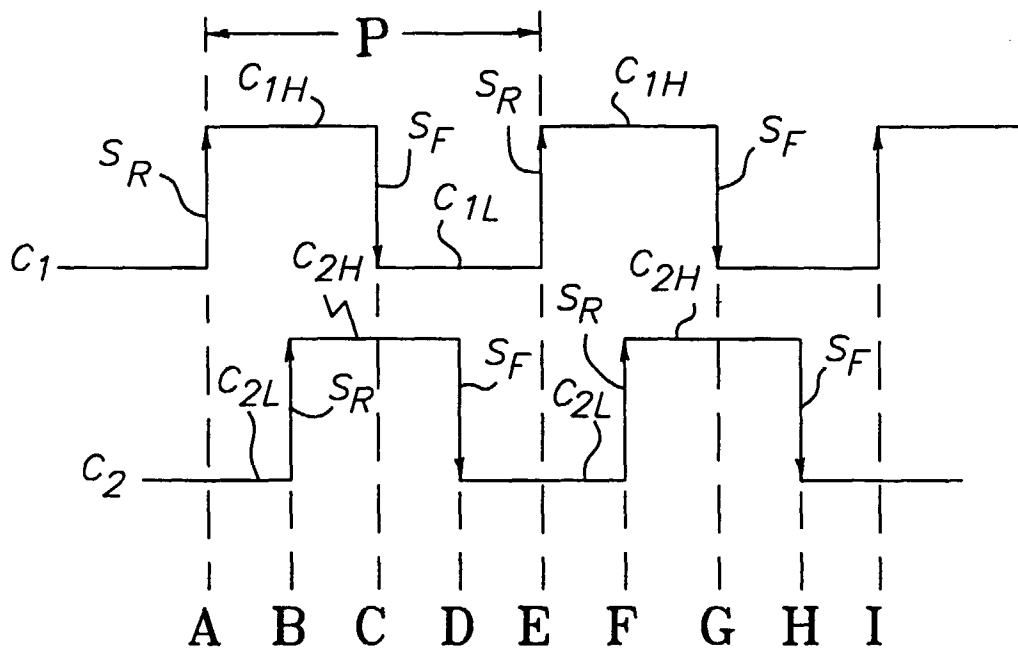 P
C1H
SR
C1H
SR
SF
SF
C1L
C1
C2H
C2H
SR
SF
SF
C2L
SR
C2L
C2
A B C D E F G H I